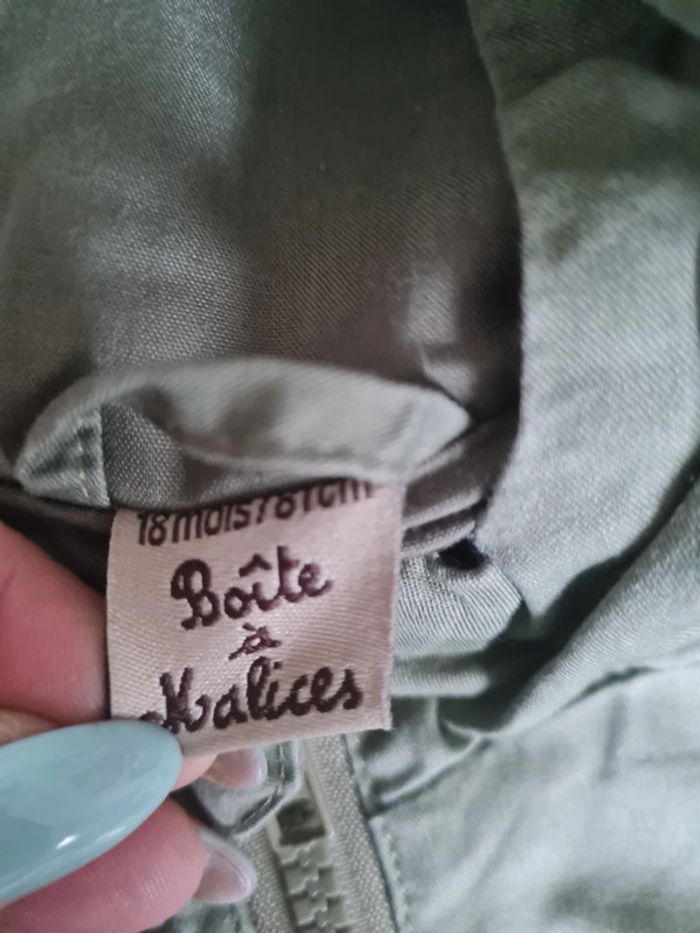 18mois/81cm
Boîte
à
Malices